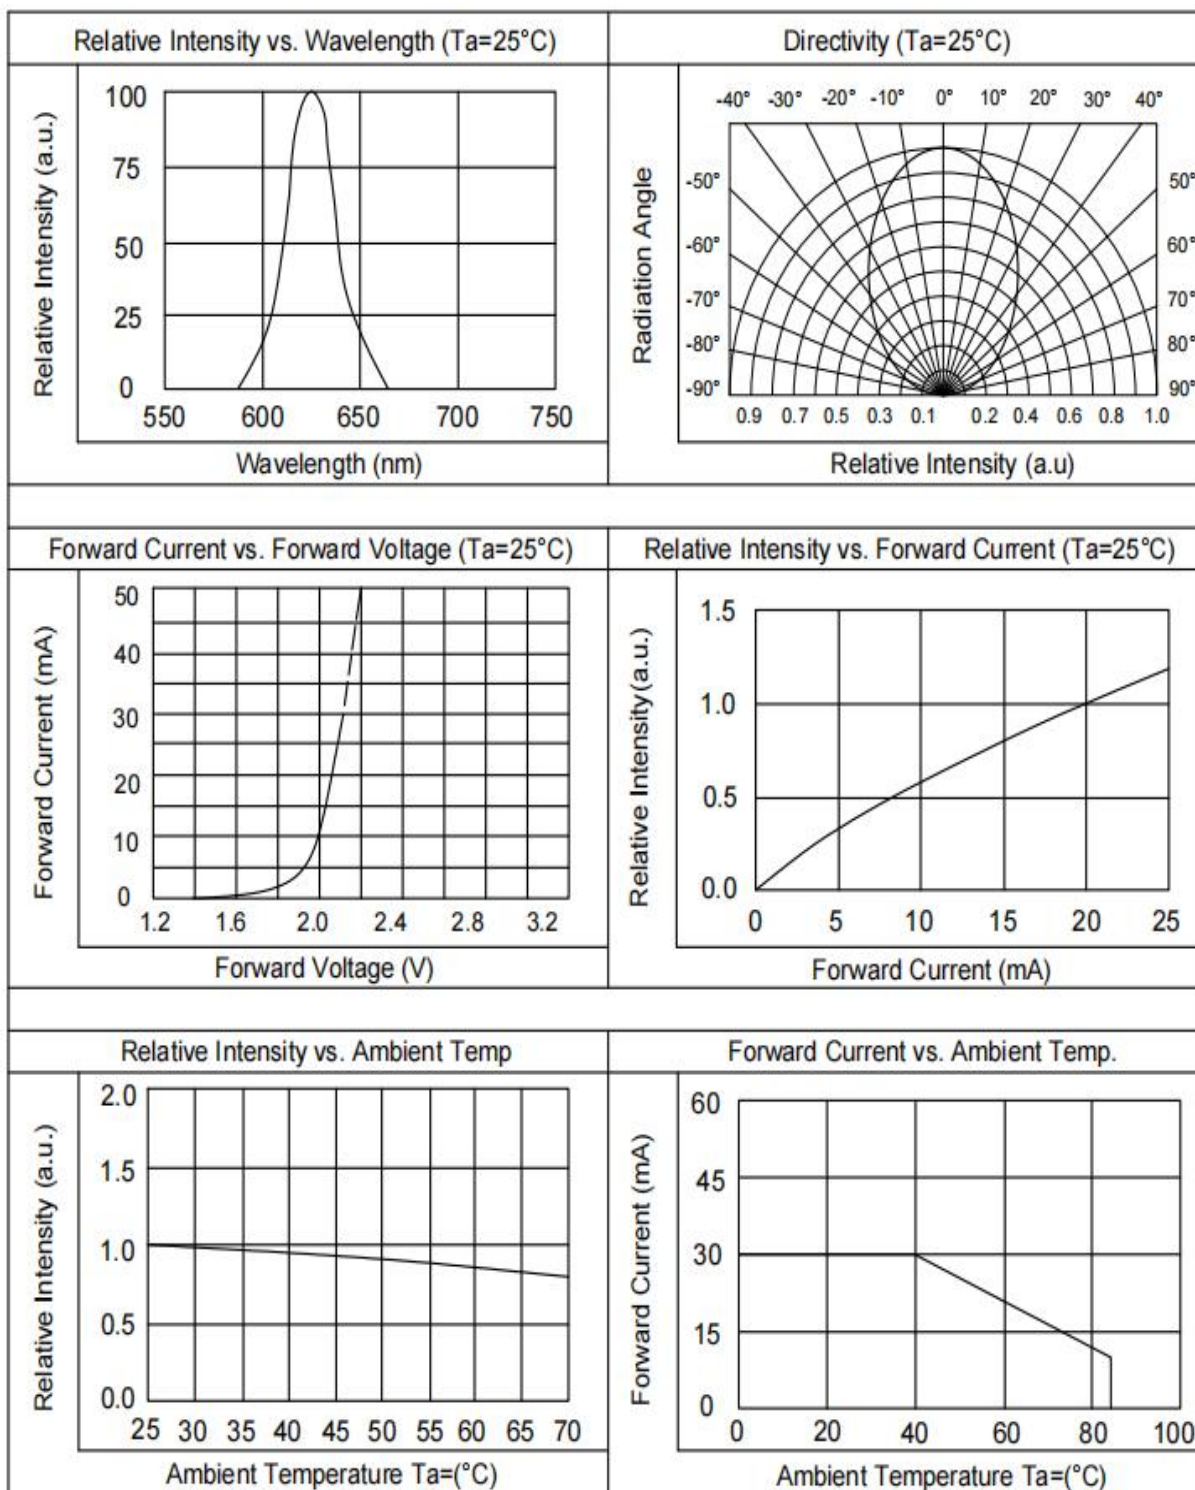 Relative Intensity vs. Wavelength (Ta=25°C)
Relative Intensity (a.u.)
100
75
50
25
0
550 600 650 700 750
Wavelength (nm)
Directivity (Ta=25°C)
Radiation Angle
-40° -30° -20° -10° 0° 10° 20° 30° 40°
-50° 50°
-60° 60°
-70° 70°
-80° 80°
-90° 90°
0.9 0.7 0.5 0.3 0.1 0.2 0.4 0.6 0.8 1.0
Relative Intensity (a.u)
Forward Current vs. Forward Voltage (Ta=25°C)
Forward Current (mA)
50
40
30
20
10
0
1.2 1.6 2.0 2.4 2.8 3.2
Forward Voltage (V)
Relative Intensity vs. Forward Current (Ta=25°C)
Relative Intensity(a.u.)
1.5
1.0
0.5
0.0
0 5 10 15 20 25
Forward Current (mA)
Relative Intensity vs. Ambient Temp
Relative Intensity (a.u.)
2.0
1.5
1.0
0.5
0.0
25 30 35 40 45 50 55 60 65 70
Ambient Temperature Ta=(°C)
Forward Current vs. Ambient Temp.
Forward Current (mA)
60
45
30
15
0
0 20 40 60 80 100
Ambient Temperature Ta=(°C)